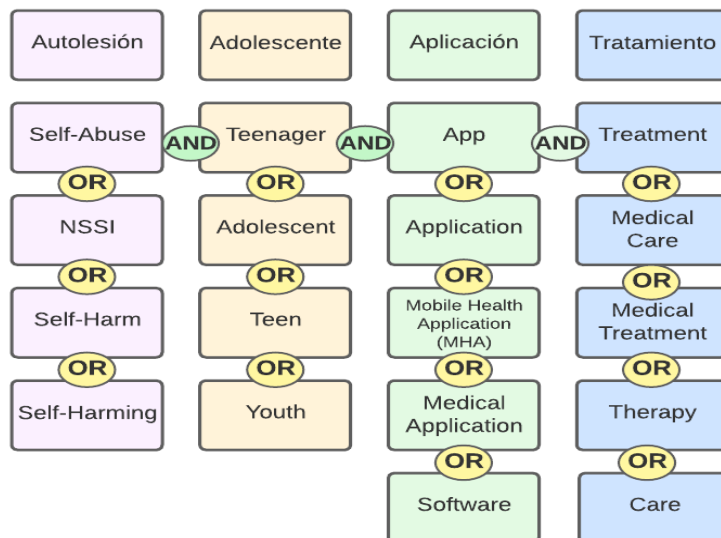 Autolesión Adolescente Aplicación Tratamiento
Self-Abuse AND Teenager AND App AND Treatment
OR OR OR OR
NSSI Adolescent Application Medical
Care
OR OR OR OR
Self-Harm Teen Mobile Health
Application
(MHA) Medical
Treatment
OR OR OR OR
Self-Harming Youth Medical
Application Therapy
OR OR
Software Care